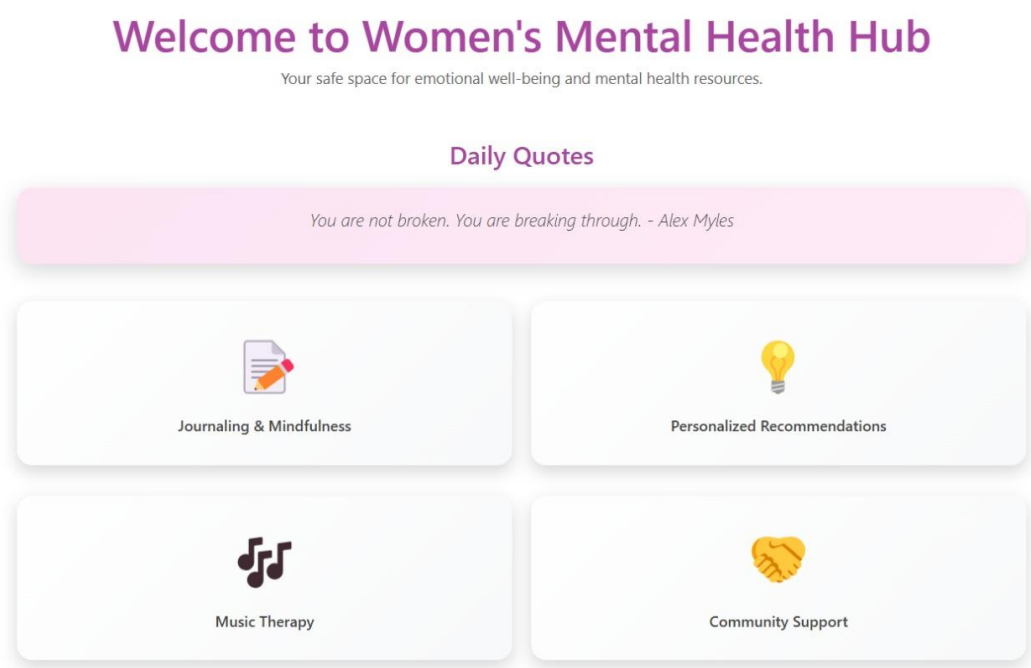 Welcome to Women's Mental Health Hub
Your safe space for emotional well-being and mental health resources.
Daily Quotes
You are not broken. You are breaking through. - Alex Myles
Journaling & Mindfulness
Personalized Recommendations
Music Therapy
Community Support